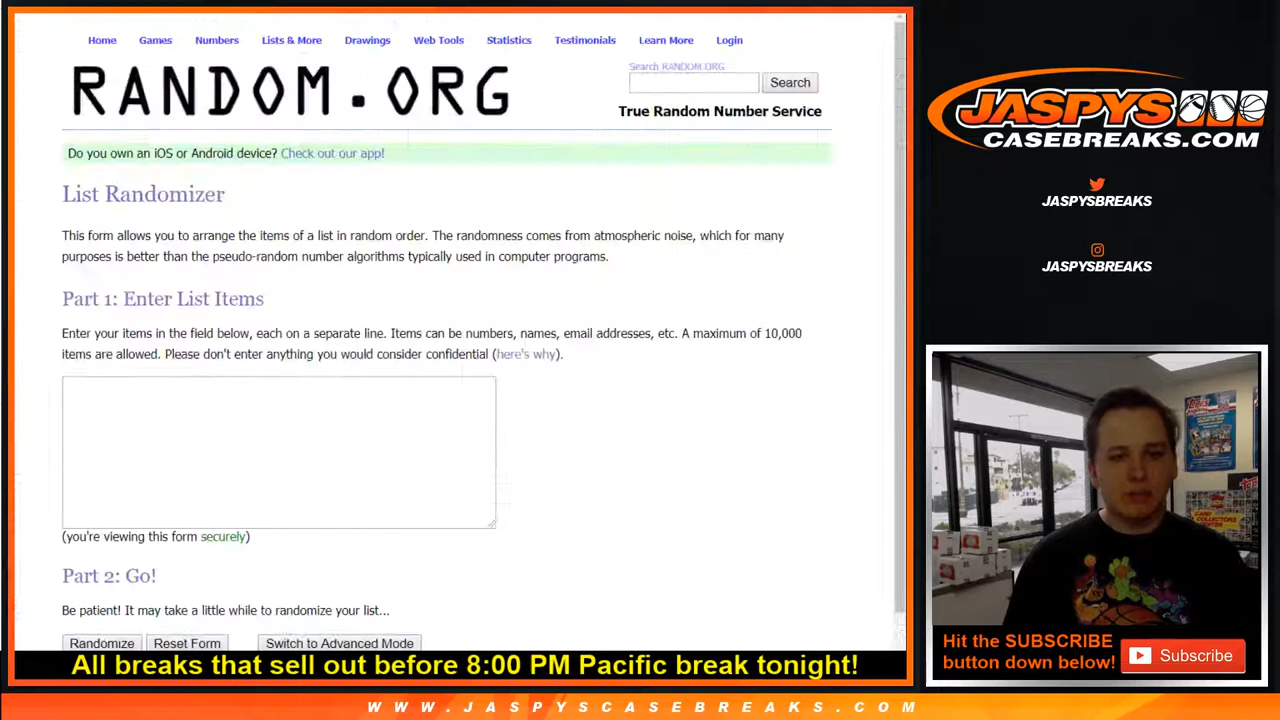 Home Games Numbers Lists & More Drawings Web Tools Statistics Testimonials Learn More Login
RANDOM.ORG
Search RANDOM.ORG
Search
True Random Number Service
Do you own an iOS or Android device? Check out our app!
List Randomizer
This form allows you to arrange the items of a list in random order. The randomness comes from atmospheric noise, which for many
purposes is better than the pseudo-random number algorithms typically used in computer programs.
Part 1: Enter List Items
Enter your items in the field below, each on a separate line. Items can be numbers, names, email addresses, etc. A maximum of 10,000
items are allowed. Please don't enter anything you would consider confidential (here's why).
(you're viewing this form securely)
Part 2: Go!
Be patient! It may take a little while to randomize your list...
Randomize Reset Form Switch to Advanced Mode
All breaks that sell out before 8:00 PM Pacific break tonight!
JASPYS
CASEBREAKS.COM
JASPYSBREAKS
JASPYSBREAKS
Topps
Hit the SUBSCRIBE
button down below!
Subscribe
WWW.JASPYSCASEBREAKS.COM